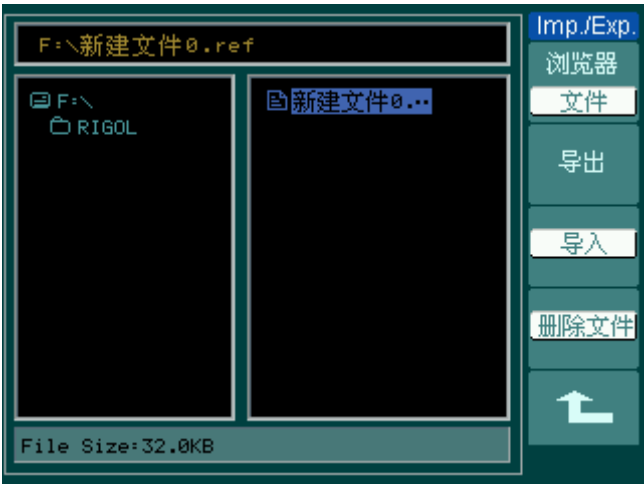 F:\新建文件0.ref
F:\
RIGOL
新建文件0.··
File Size:32.0KB
Imp./Exp.
浏览器
文件
导出
导入
删除文件